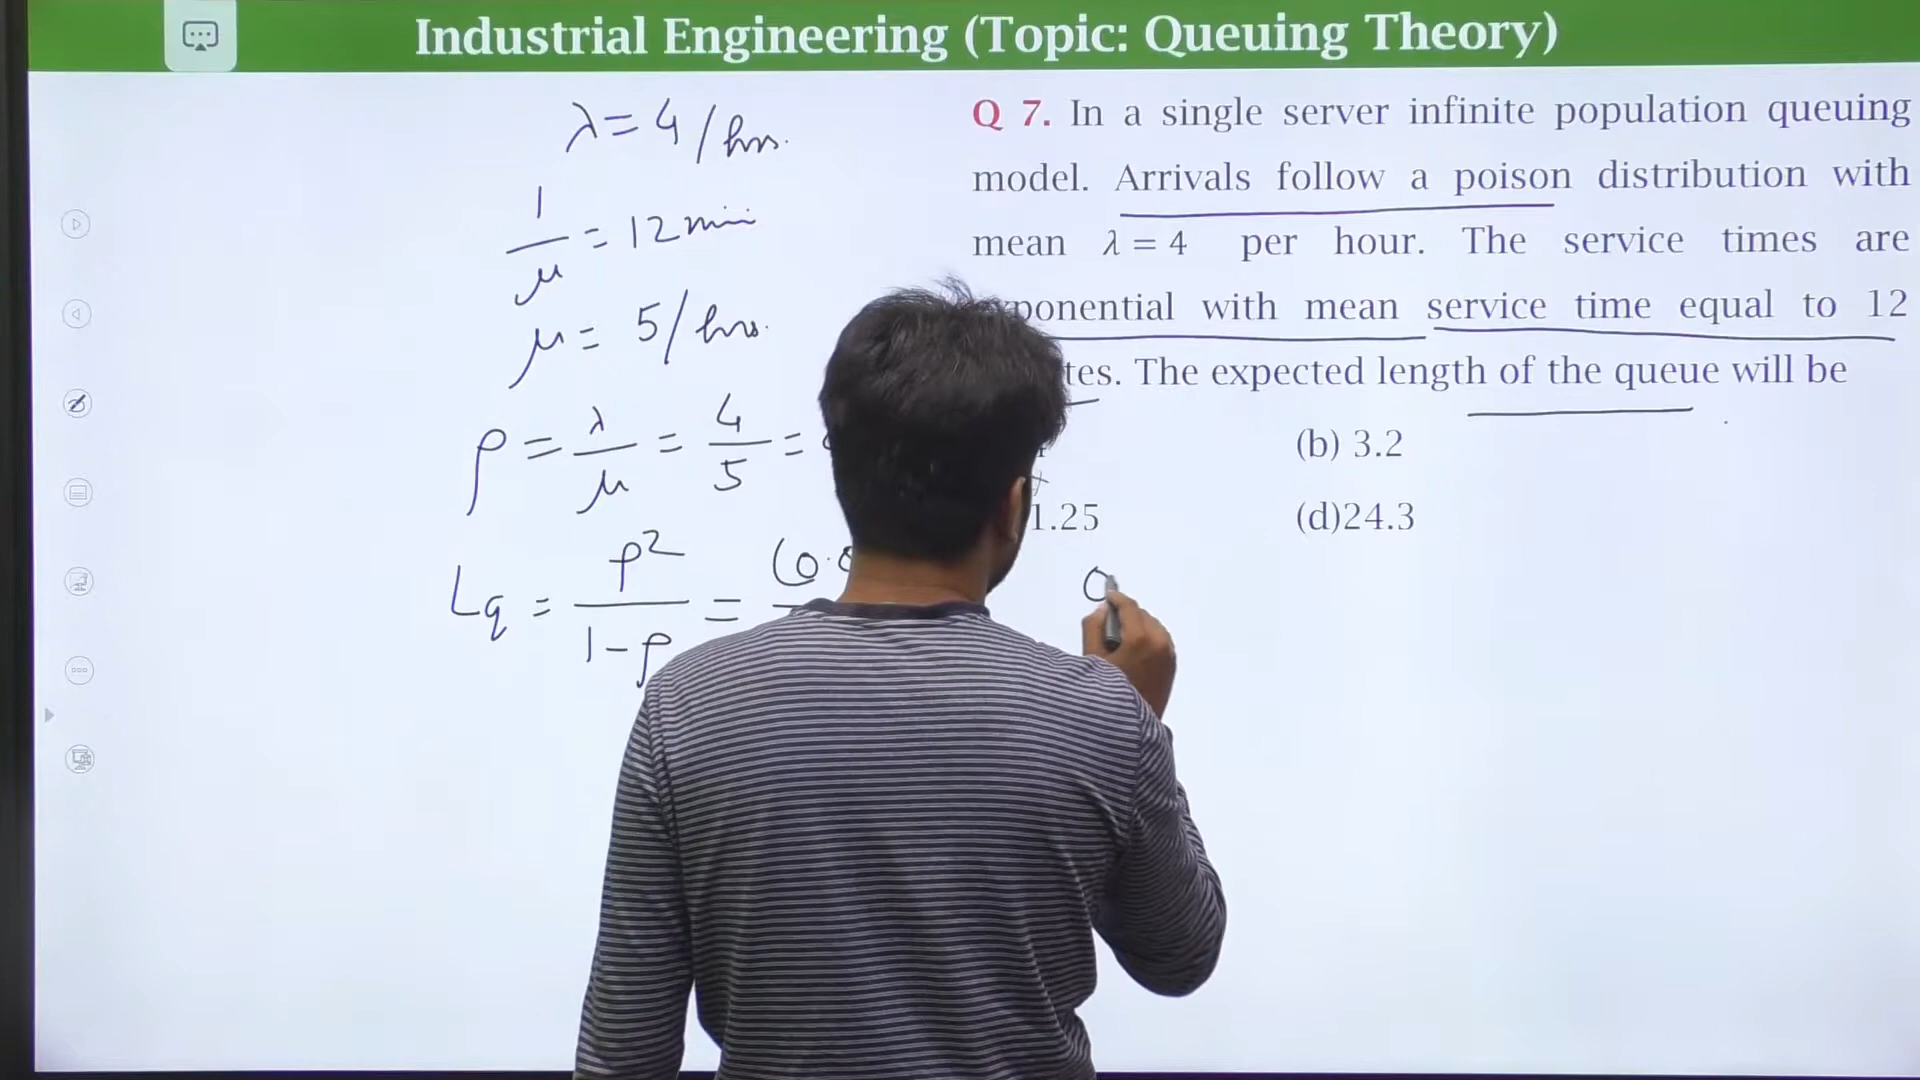 Industrial Engineering (Topic: Queuing Theory)
λ = 4/hrs.
1/μ = 12 min
μ = 5/hrs.
ρ = λ/μ = 4/5 =
Lq = ρ²/1-ρ = (0.
Q 7. In a single server infinite population queuing
model. Arrivals follow a poison distribution with
mean λ = 4 per hour. The service times are
ponential with mean service time equal to 12
tes. The expected length of the queue will be
(b) 3.2
1.25 (d)24.3
0